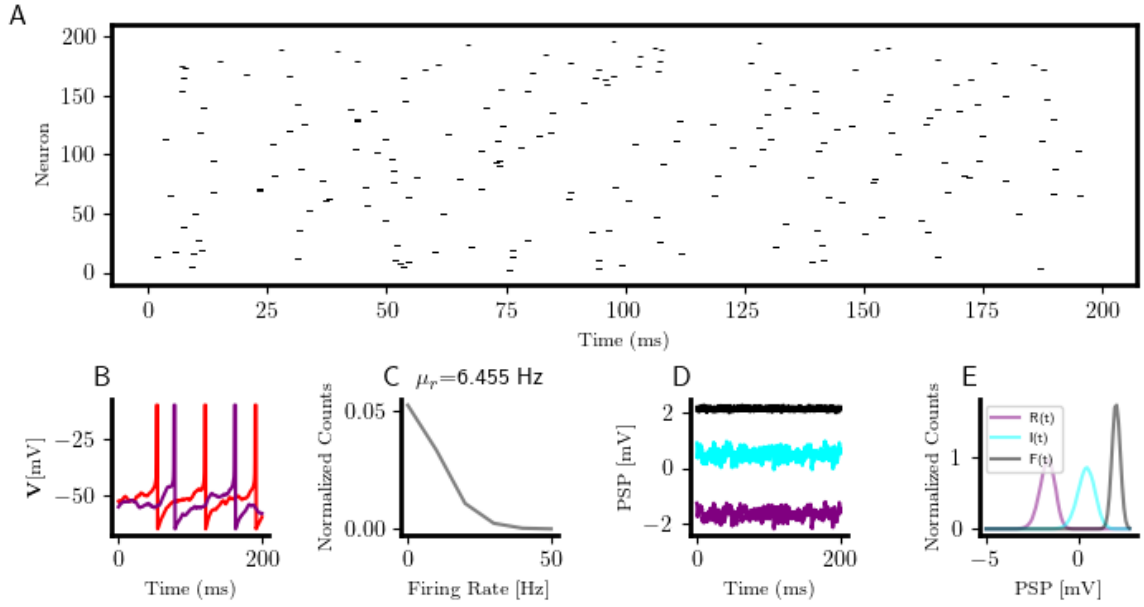 A
200
150
100
50
0
Neuron
0 25 50 75 100 125 150 175 200
Time (ms)
B
−25
−50
V[mV]
0 200
Time (ms)
C μr=6.455 Hz
0.05
0.00
Normalized Counts
0 50
Firing Rate [Hz]
D
2
0
−2
PSP [mV]
0 200
Time (ms)
E
R(t)
I(t)
F(t)
1
0
Normalized Counts
−5 0
PSP [mV]